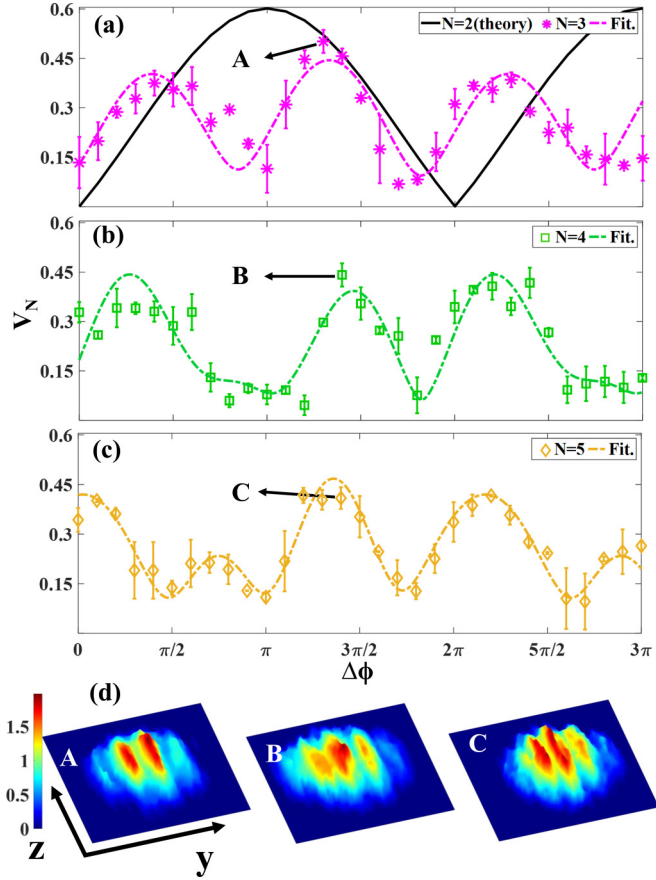 (a)
N=2(theory) N=3 Fit.
0.6
0.45
0.3
0.15
A
(b)
N=4 Fit.
0.6
0.45
0.3
0.15
B
V_N
(c)
N=5 Fit.
0.6
0.45
0.3
0.15
C
0 π/2 π 3π/2 2π 5π/2 3π
Δϕ
(d)
1.5
1
0.5
0
A B C
z
y